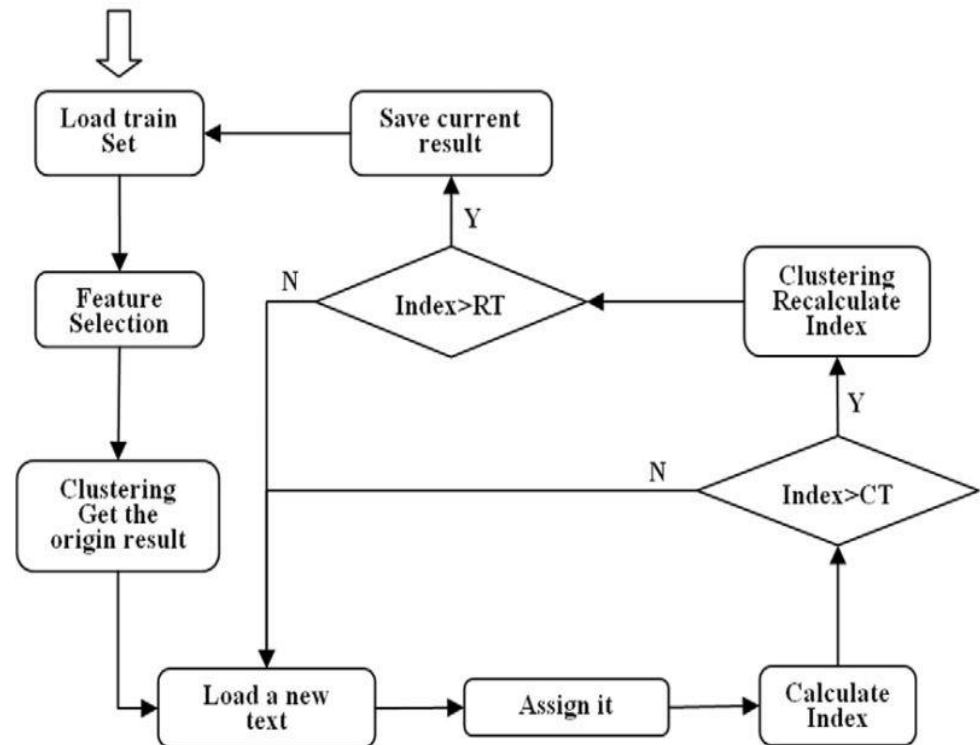 Load train
Set
Save current
result
Y
N
Index>RT
Clustering
Recalculate
Index
Feature
Selection
Y
N
Index>CT
Clustering
Get the
origin result
Load a new
text
Assign it
Calculate
Index